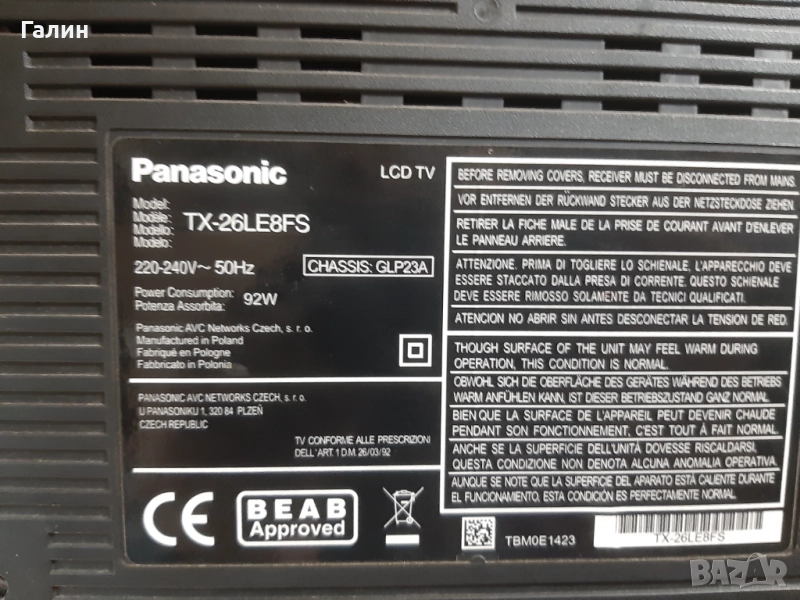 Галин
Panasonic
LCD TV
Model:
Modèle:
Modello:
Modelo:
TX-26LE8FS
220-240V~ 50Hz
CHASSIS: GLP23A
Power Consumption:
Potenza Assorbita:
92W
Panasonic AVC Networks Czech, s. r. o.
Manufactured in Poland
Fabriqué en Pologne
Fabbricato in Polonia
PANASONIC AVC NETWORKS CZECH, s. r. o.
U PANASONIKU 1, 320 84 PLZEŇ
CZECH REPUBLIC
TV CONFORME ALLE PRESCRIZIONI
DELL'ART. 1 D.M. 26/03/92
CE
BEAB
Approved
BEFORE REMOVING COVERS, RECEIVER MUST BE DISCONNECTED FROM MAINS.
VOR ENTFERNEN DER RÜCKWAND STECKER AUS DER NETZSTECKDOSE ZIEHEN.
RETIRER LA FICHE MALE DE LA PRISE DE COURANT AVANT D'ENLEVER
LE PANNEAU ARRIERE.
ATTENZIONE. PRIMA DI TOGLIERE LO SCHIENALE, L'APPARECCHIO DEVE
ESSERE STACCATO DALLA PRESA DI CORRENTE. QUESTO SCHIENALE
DEVE ESSERE RIMOSSO SOLAMENTE DA TECNICI QUALIFICATI.
ATENCION NO ABRIR SIN ANTES DESCONECTAR LA TENSION DE RED.
THOUGH SURFACE OF THE UNIT MAY FEEL WARM DURING
OPERATION, THIS CONDITION IS NORMAL.
OBWOHL SICH DIE OBERFLÄCHE DES GERÄTES WÄHREND DES BETRIEBS
WARM ANFÜHLEN KANN, IST DIESER BETRIEBSZUSTAND GANZ NORMAL.
BIEN QUE LA SURFACE DE L'APPAREIL PEUT DEVENIR CHAUDE
PENDANT SON FONCTIONNEMENT, C'EST TOUT À FAIT NORMAL.
ANCHE SE LA SUPERFICIE DELL'UNITÀ DOVESSE RISCALDARSI,
QUESTA CONDIZIONE NON DENOTA ALCUNA ANOMALIA OPERATIVA.
AUNQUE SE NOTE QUE LA SUPERFICIE DEL APARATO ESTÁ CALIENTE DURANTE
EL FUNCIONAMIENTO, ESTA CONDICIÓN ES PERFECTAMENTE NORMAL.
TBM0E1423
TX-26LE8FS
BAZAR